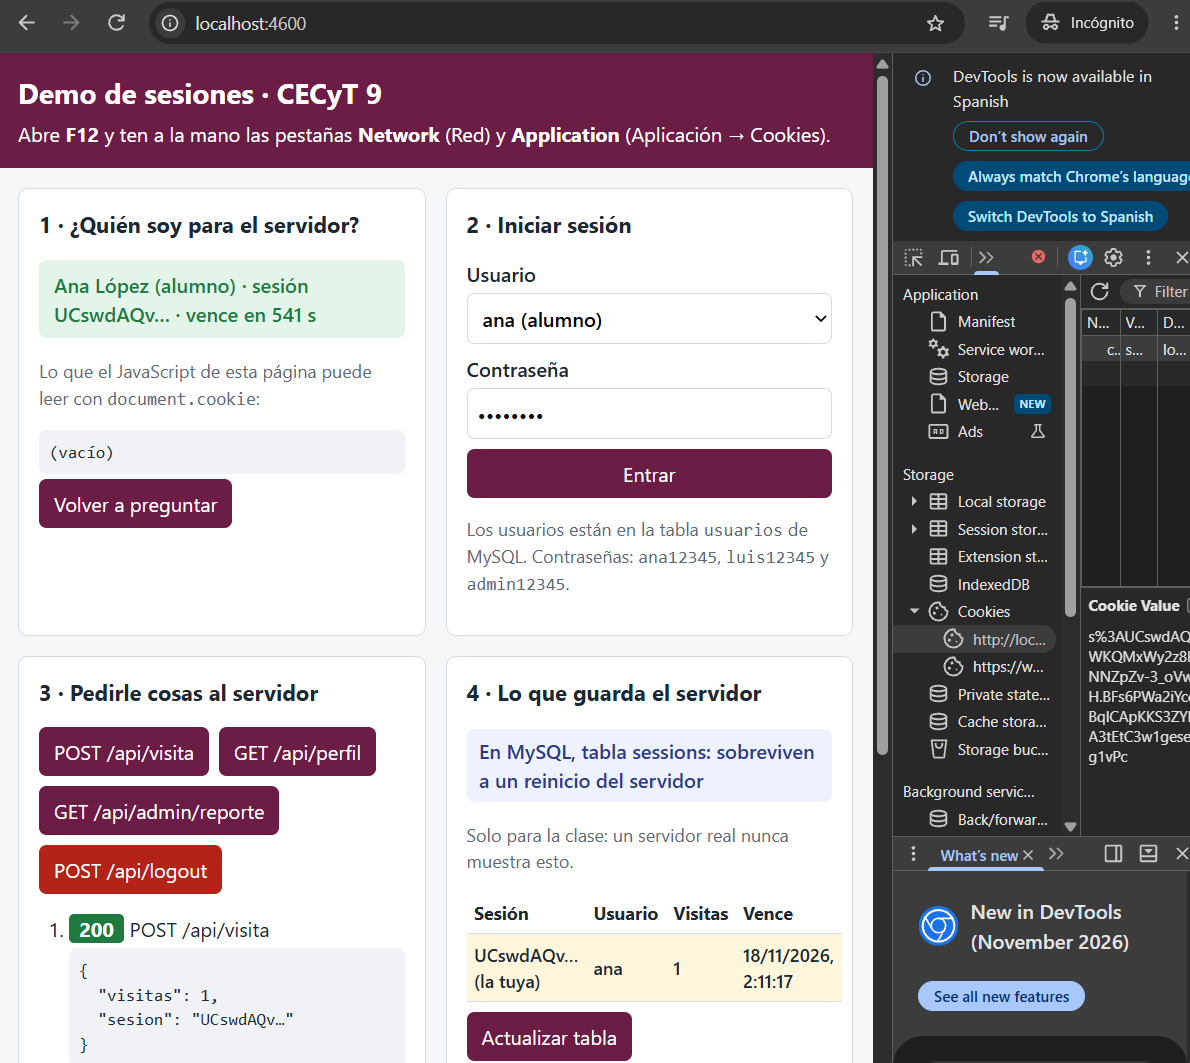 localhost:4600
Incógnito
Demo de sesiones · CECyT 9
Abre F12 y ten a la mano las pestañas Network (Red) y Application (Aplicación → Cookies).
1 · ¿Quién soy para el servidor?
Ana López (alumno) · sesión
UCswdAQv... · vence en 541 s
Lo que el JavaScript de esta página puede
leer con document.cookie:
(vacío)
Volver a preguntar
2 · Iniciar sesión
Usuario
ana (alumno)
Contraseña
••••••••
Entrar
Los usuarios están en la tabla usuarios de
MySQL. Contraseñas: ana12345, luis12345 y
admin12345.
3 · Pedirle cosas al servidor
POST /api/visita
GET /api/perfil
GET /api/admin/reporte
POST /api/logout
1. 200 POST /api/visita
{
"visitas": 1,
"sesion": "UCswdAQv…"
}
4 · Lo que guarda el servidor
En MySQL, tabla sessions: sobreviven
a un reinicio del servidor
Solo para la clase: un servidor real nunca
muestra esto.
Sesión Usuario Visitas Vence
UCswdAQv... ana 1 18/11/2026,
(la tuya) 2:11:17
Actualizar tabla
DevTools is now available in
Spanish
Don't show again
Always match Chrome's language
Switch DevTools to Spanish
Application
Manifest
Service wor...
Storage
Web... NEW
Ads
Storage
Local storage
Session stor...
Extension st...
IndexedDB
Cookies
http://loc...
https://w...
Private state...
Cache stora...
Storage buc...
Background servic...
Back/forwar...
Filter
N... V... D...
c.. s... lo...
Cookie Value
s%3AUCswdAQ
WKQMxWy2z8
NNZpZv-3_oVw
H.BFs6PWa2iYc
BqICApKKS3ZY
A3tEtC3w1gese
g1vPc
What's new
New in DevTools
(November 2026)
See all new features